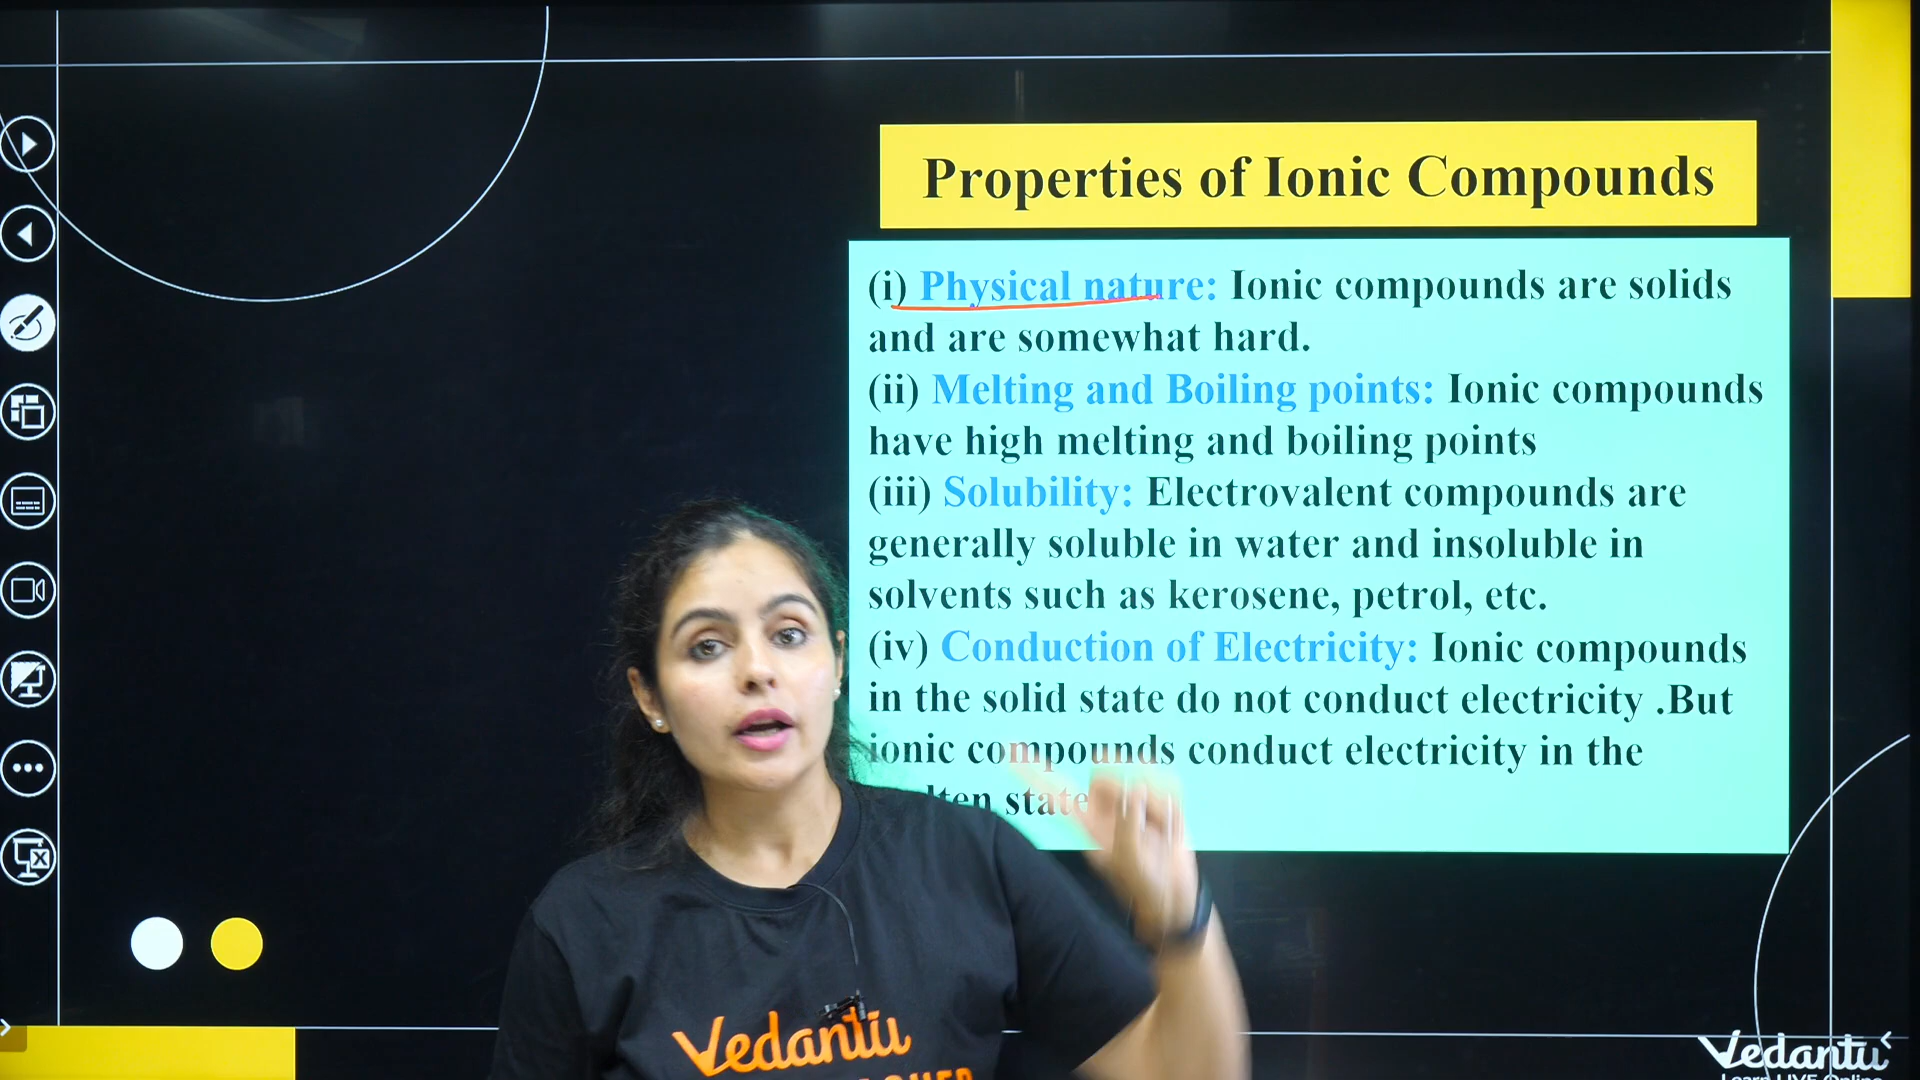 Properties of Ionic Compounds
(i) Physical nature: Ionic compounds are solids
and are somewhat hard.
(ii) Melting and Boiling points: Ionic compounds
have high melting and boiling points
(iii) Solubility: Electrovalent compounds are
generally soluble in water and insoluble in
solvents such as kerosene, petrol, etc.
(iv) Conduction of Electricity: Ionic compounds
in the solid state do not conduct electricity .But
ionic compounds conduct electricity in the
state
Vedantu
Vedantu
Learn LIVE Online